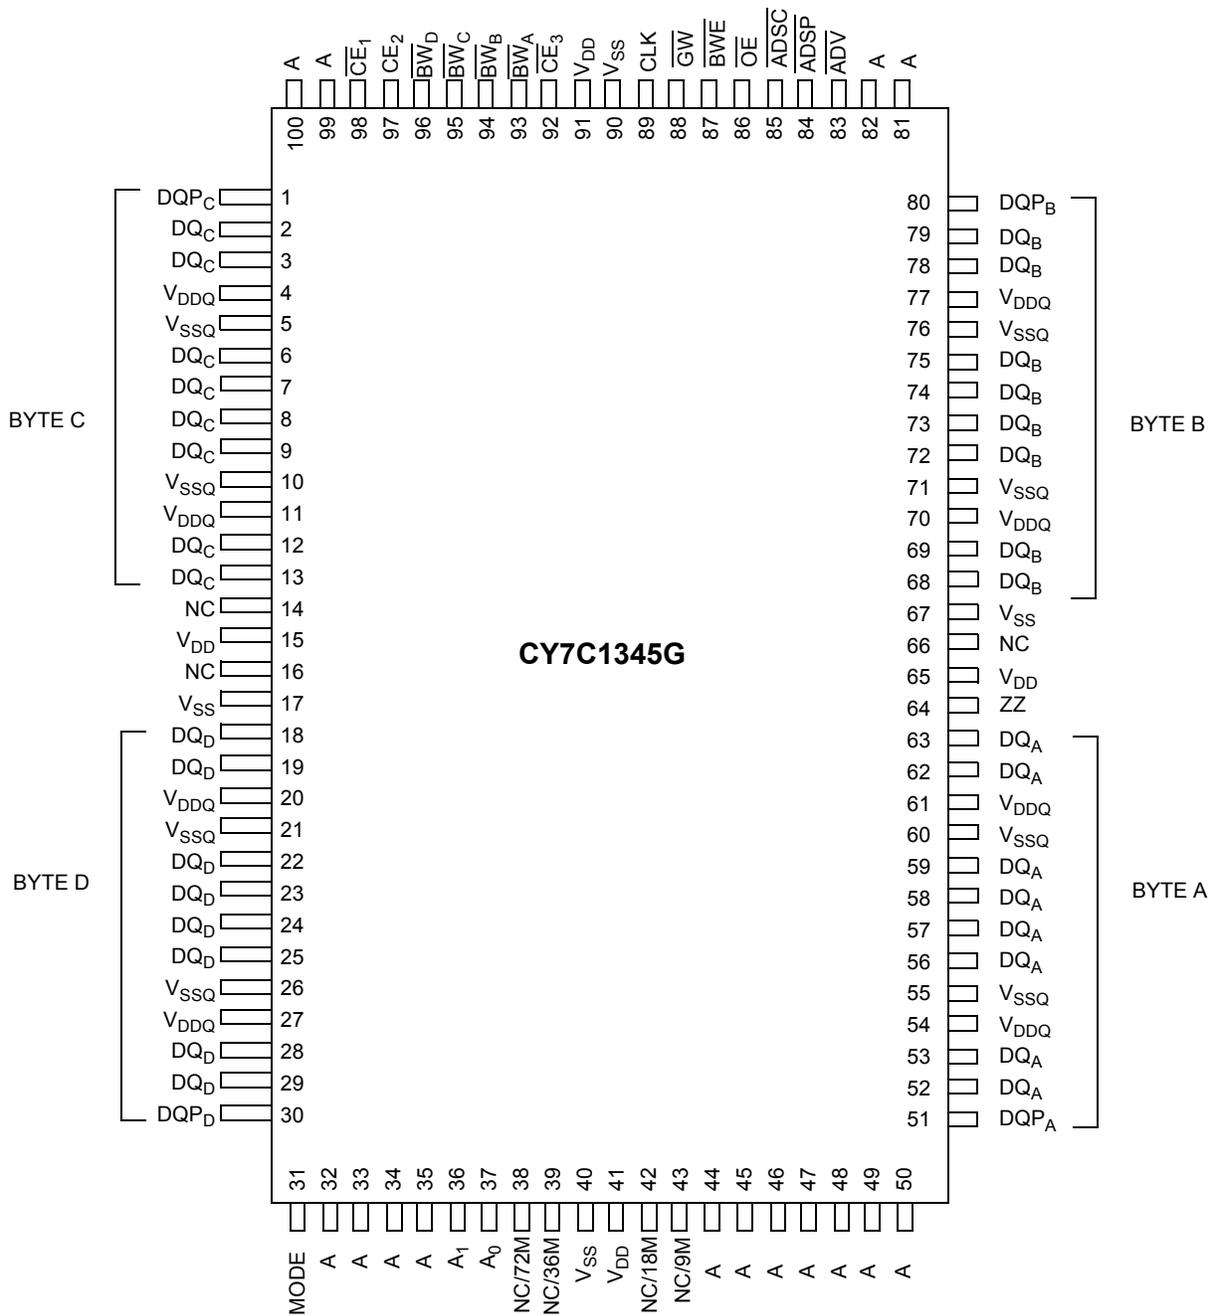 A A CE1 CE2 BWD BWC BWB BWA CE3 VDD VSS CLK GW BWE OE ADSC ADSP ADV A A
100 99 98 97 96 95 94 93 92 91 90 89 88 87 86 85 84 83 82 81
DQPC 1
DQC 2
DQC 3
VDDQ 4
VSSQ 5
DQC 6
DQC 7
DQC 8
DQC 9
VSSQ 10
VDDQ 11
DQC 12
DQC 13
BYTE C
NC 14
VDD 15
NC 16
VSS 17
DQD 18
DQD 19
VDDQ 20
VSSQ 21
DQD 22
DQD 23
DQD 24
DQD 25
VSSQ 26
VDDQ 27
DQD 28
DQD 29
DQPD 30
BYTE D
CY7C1345G
80 DQPB
79 DQB
78 DQB
77 VDDQ
76 VSSQ
75 DQB
74 DQB
73 DQB
72 DQB
71 VSSQ
70 VDDQ
69 DQB
68 DQB
BYTE B
67 VSS
66 NC
65 VDD
64 ZZ
63 DQA
62 DQA
61 VDDQ
60 VSSQ
59 DQA
58 DQA
57 DQA
56 DQA
55 VSSQ
54 VDDQ
53 DQA
52 DQA
51 DQPA
BYTE A
31 32 33 34 35 36 37 38 39 40 41 42 43 44 45 46 47 48 49 50
MODE A A A A A1 A0 NC/72M NC/36M VSS VDD NC/18M NC/9M A A A A A A A